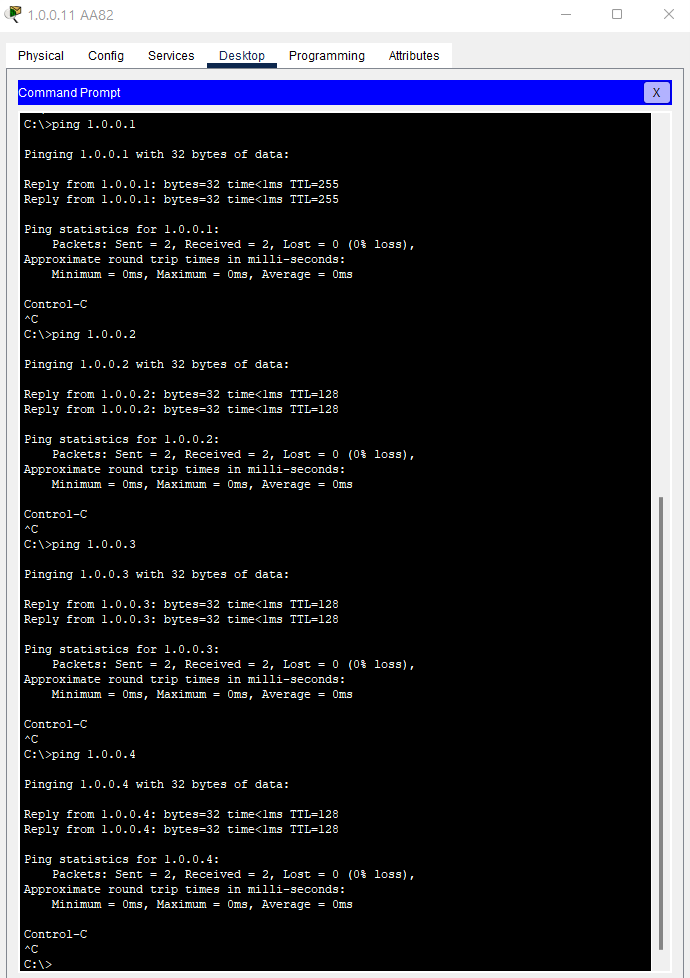 1.0.0.11 AA82
Physical Config Services Desktop Programming Attributes
Command Prompt X
C:\>ping 1.0.0.1
Pinging 1.0.0.1 with 32 bytes of data:
Reply from 1.0.0.1: bytes=32 time<1ms TTL=255
Reply from 1.0.0.1: bytes=32 time<1ms TTL=255
Ping statistics for 1.0.0.1:
Packets: Sent = 2, Received = 2, Lost = 0 (0% loss),
Approximate round trip times in milli-seconds:
Minimum = 0ms, Maximum = 0ms, Average = 0ms
Control-C
^C
C:\>ping 1.0.0.2
Pinging 1.0.0.2 with 32 bytes of data:
Reply from 1.0.0.2: bytes=32 time<1ms TTL=128
Reply from 1.0.0.2: bytes=32 time<1ms TTL=128
Ping statistics for 1.0.0.2:
Packets: Sent = 2, Received = 2, Lost = 0 (0% loss),
Approximate round trip times in milli-seconds:
Minimum = 0ms, Maximum = 0ms, Average = 0ms
Control-C
^C
C:\>ping 1.0.0.3
Pinging 1.0.0.3 with 32 bytes of data:
Reply from 1.0.0.3: bytes=32 time<1ms TTL=128
Reply from 1.0.0.3: bytes=32 time<1ms TTL=128
Ping statistics for 1.0.0.3:
Packets: Sent = 2, Received = 2, Lost = 0 (0% loss),
Approximate round trip times in milli-seconds:
Minimum = 0ms, Maximum = 0ms, Average = 0ms
Control-C
^C
C:\>ping 1.0.0.4
Pinging 1.0.0.4 with 32 bytes of data:
Reply from 1.0.0.4: bytes=32 time<1ms TTL=128
Reply from 1.0.0.4: bytes=32 time<1ms TTL=128
Ping statistics for 1.0.0.4:
Packets: Sent = 2, Received = 2, Lost = 0 (0% loss),
Approximate round trip times in milli-seconds:
Minimum = 0ms, Maximum = 0ms, Average = 0ms
Control-C
^C
C:\>